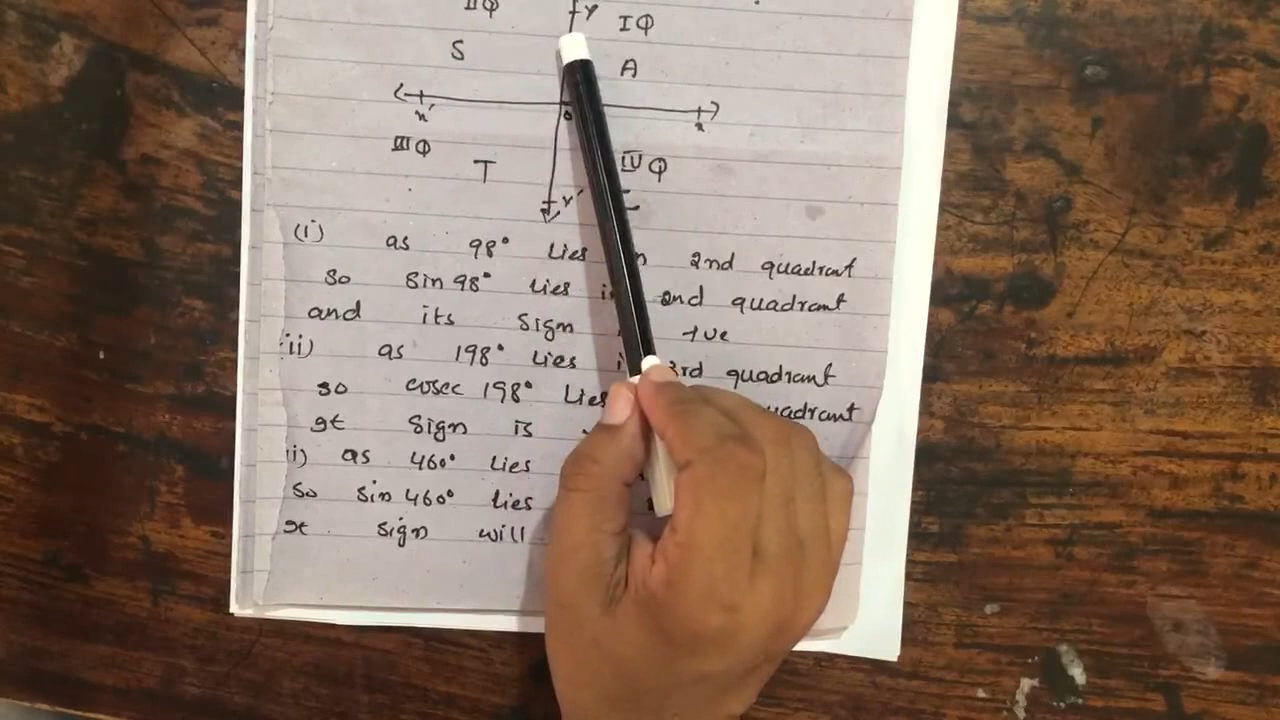 IIQ Y IQ
S A
x' o x
IIIQ IVQ
T
Y'
(i) as 98° lies 2nd quadrant
so sin 98° lies 2nd quadrant
and its sign +ve
ii) as 198° lies 3rd quadrant
so cosec 198° lies quadrant
It sign is
i) as 460° lies
so sin 460° lies
It sign will